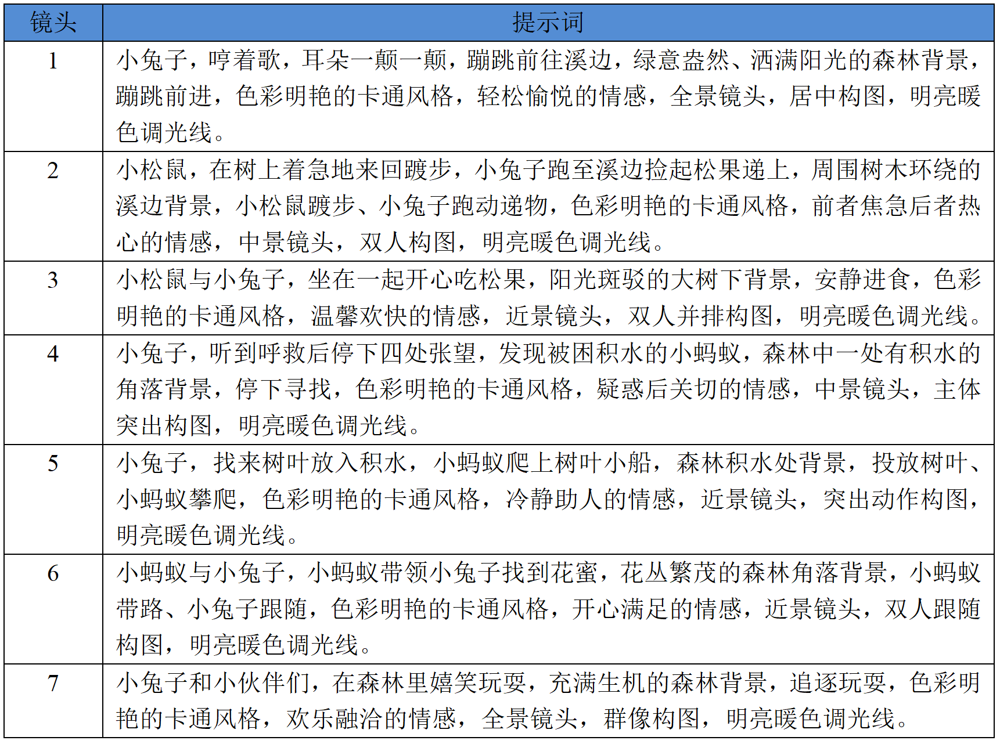 镜头 提示词
1 小兔子，哼着歌，耳朵一颠一颠，蹦跳前往溪边，绿意盎然、洒满阳光的森林背景，
蹦跳前进，色彩明艳的卡通风格，轻松愉悦的情感，全景镜头，居中构图，明亮暖
色调光线。
2 小松鼠，在树上着急地来回踱步，小兔子跑至溪边捡起松果递上，周围树木环绕的
溪边背景，小松鼠踱步、小兔子跑动递物，色彩明艳的卡通风格，前者焦急后者热
心的情感，中景镜头，双人构图，明亮暖色调光线。
3 小松鼠与小兔子，坐在一起开心吃松果，阳光斑驳的大树下背景，安静进食，色彩
明艳的卡通风格，温馨欢快的情感，近景镜头，双人并排构图，明亮暖色调光线。
4 小兔子，听到呼救后停下四处张望，发现被困积水的小蚂蚁，森林中一处有积水的
角落背景，停下寻找，色彩明艳的卡通风格，疑惑后关切的情感，中景镜头，主体
突出构图，明亮暖色调光线。
5 小兔子，找来树叶放入积水，小蚂蚁爬上树叶小船，森林积水处背景，投放树叶、
小蚂蚁攀爬，色彩明艳的卡通风格，冷静助人的情感，近景镜头，突出动作构图，
明亮暖色调光线。
6 小蚂蚁与小兔子，小蚂蚁带领小兔子找到花蜜，花丛繁茂的森林角落背景，小蚂蚁
带路、小兔子跟随，色彩明艳的卡通风格，开心满足的情感，近景镜头，双人跟随
构图，明亮暖色调光线。
7 小兔子和小伙伴们，在森林里嬉笑玩耍，充满生机的森林背景，追逐玩耍，色彩明
艳的卡通风格，欢乐融洽的情感，全景镜头，群像构图，明亮暖色调光线。